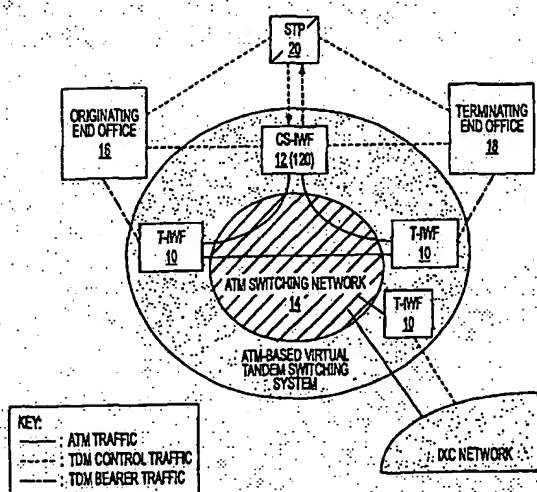 STP
20
ORIGINATING
END OFFICE
16
TERMINATING
END OFFICE
18
CS-IWF
12 (120)
T-IWF
10
T-IWF
10
ATM SWITCHING NETWORK
14
T-IWF
10
ATM-BASED VIRTUAL
TANDEM SWITCHING
SYSTEM
KEY:
: ATM TRAFFIC
: TDM CONTROL TRAFFIC
: TDM BEARER TRAFFIC
IXC NETWORK